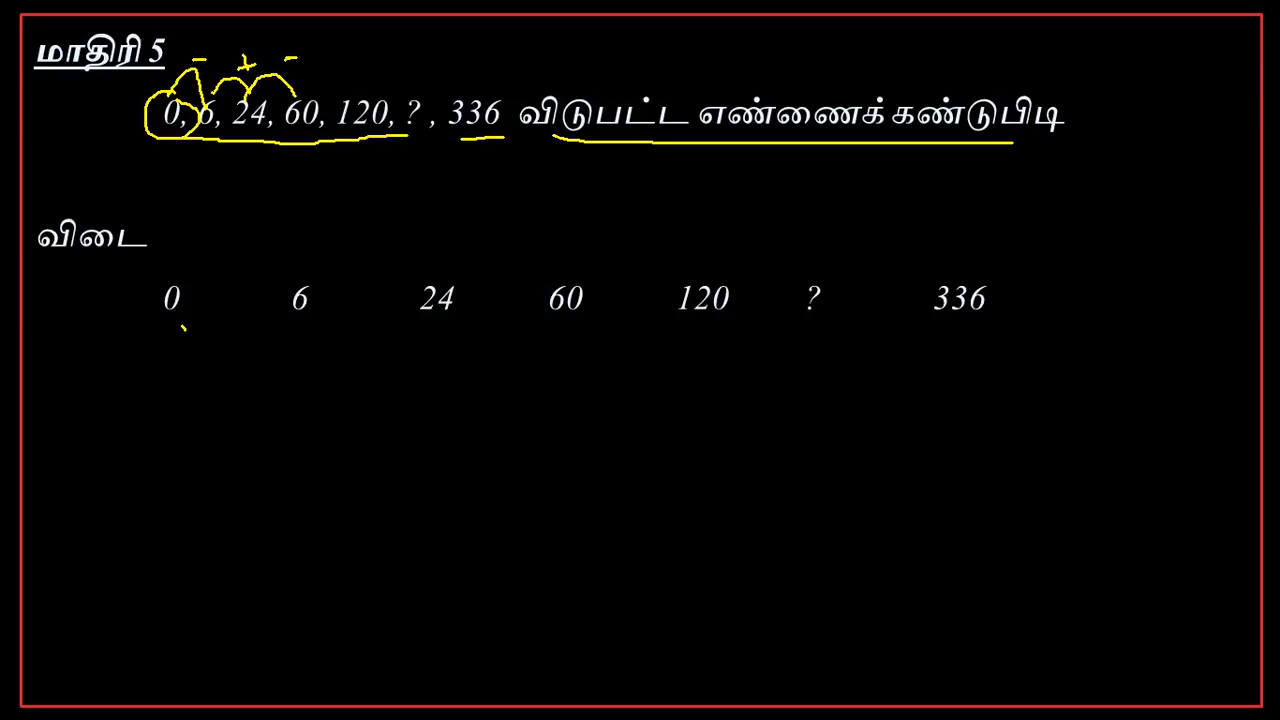 மாதிரி 5
0, 6, 24, 60, 120, ? , 336 விடுபட்ட எண்ணைக் கண்டுபிடி
விடை
0 6 24 60 120 ? 336